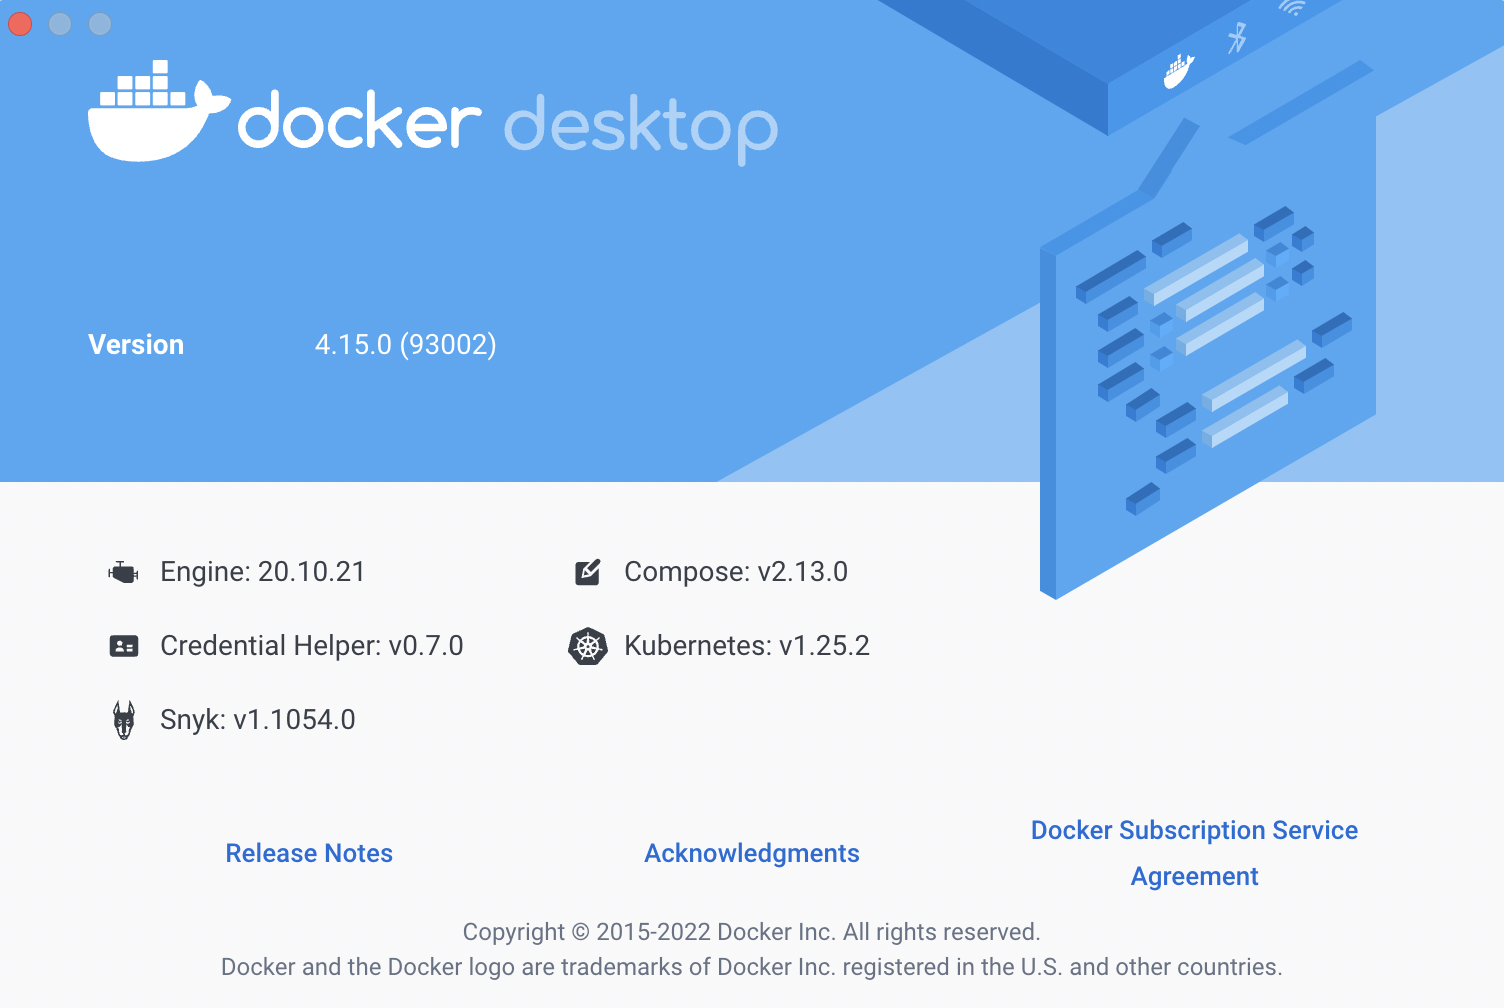 docker desktop
Version 4.15.0 (93002)
Engine: 20.10.21
Compose: v2.13.0
Credential Helper: v0.7.0
Kubernetes: v1.25.2
Snyk: v1.1054.0
Release Notes
Acknowledgments
Docker Subscription Service
Agreement
Copyright © 2015-2022 Docker Inc. All rights reserved.
Docker and the Docker logo are trademarks of Docker Inc. registered in the U.S. and other countries.